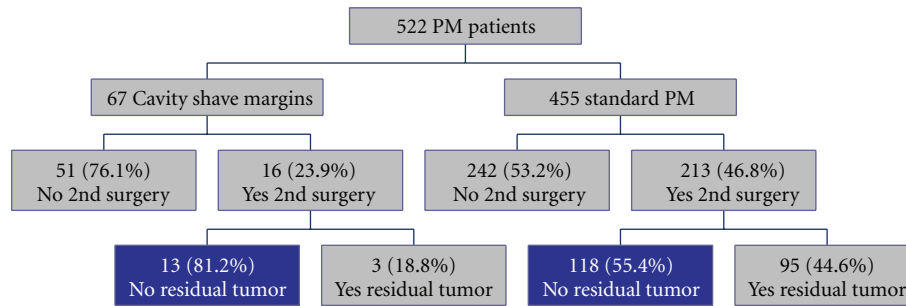 522 PM patients
67 Cavity shave margins
455 standard PM
51 (76.1%)
No 2nd surgery
16 (23.9%)
Yes 2nd surgery
242 (53.2%)
No 2nd surgery
213 (46.8%)
Yes 2nd surgery
13 (81.2%)
No residual tumor
3 (18.8%)
Yes residual tumor
118 (55.4%)
No residual tumor
95 (44.6%)
Yes residual tumor